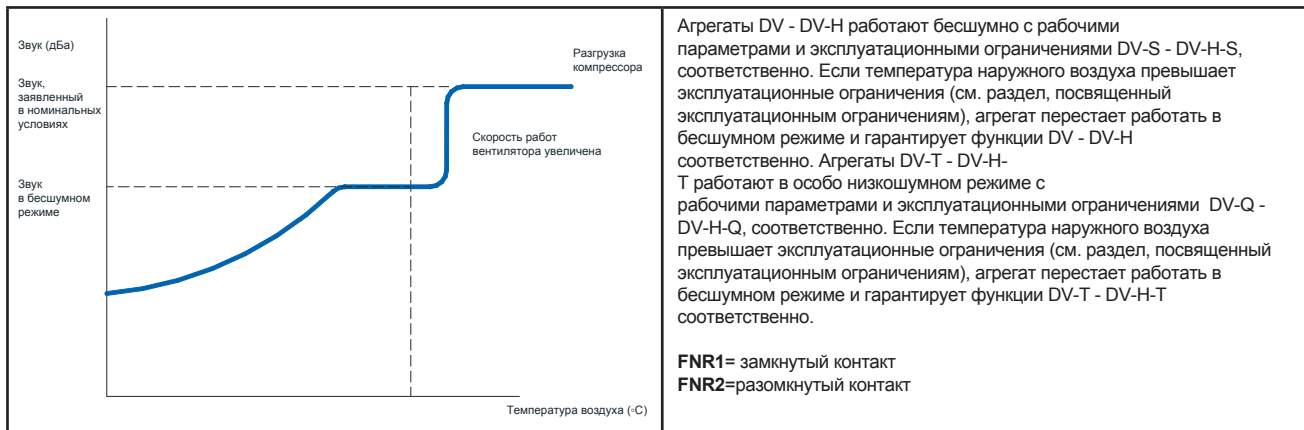 Звук (дБа)
Звук,
заявленный
в номинальных
условиях
Звук
в бесшумном
режиме
Разгрузка
компрессора
Скорость работ
вентилятора увеличена
Температура воздуха (◦C)
Агрегаты DV - DV-H работают бесшумно с рабочими
параметрами и эксплуатационными ограничениями DV-S - DV-H-S,
соответственно. Если температура наружного воздуха превышает
эксплуатационные ограничения (см. раздел, посвященный
эксплуатационным ограничениям), агрегат перестает работать в
бесшумном режиме и гарантирует функции DV - DV-H
соответственно. Агрегаты DV-T - DV-H-
T работают в особо низкошумном режиме с
рабочими параметрами и эксплуатационными ограничениями DV-Q -
DV-H-Q, соответственно. Если температура наружного воздуха
превышает эксплуатационные ограничения (см. раздел, посвященный
эксплуатационным ограничениям), агрегат перестает работать в
бесшумном режиме и гарантирует функции DV-T - DV-H-T
соответственно.
FNR1= замкнутый контакт
FNR2=разомкнутый контакт